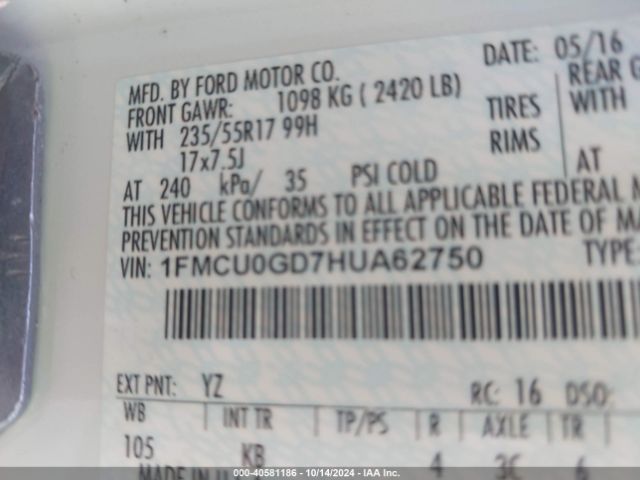 MFD. BY FORD MOTOR CO.
DATE: 05/16
FRONT GAWR: 1098 KG ( 2420 LB)
REAR G
WITH 235/55R17 99H TIRES
WITH
17x7.5J RIMS
AT 240 kPa/ 35 PSI COLD
AT
THIS VEHICLE CONFORMS TO ALL APPLICABLE FEDERAL M
PREVENTION STANDARDS IN EFFECT ON THE DATE OF MA
VIN: 1FMCU0GD7HUA62750 TYPE:
EXT PNT: YZ RC: 16 DSO:
WB INT TR TP/PS R AXLE TR
105 KB 4 3C 6
MADE IN U
000-40581186 - 10/14/2024 - IAA Inc.